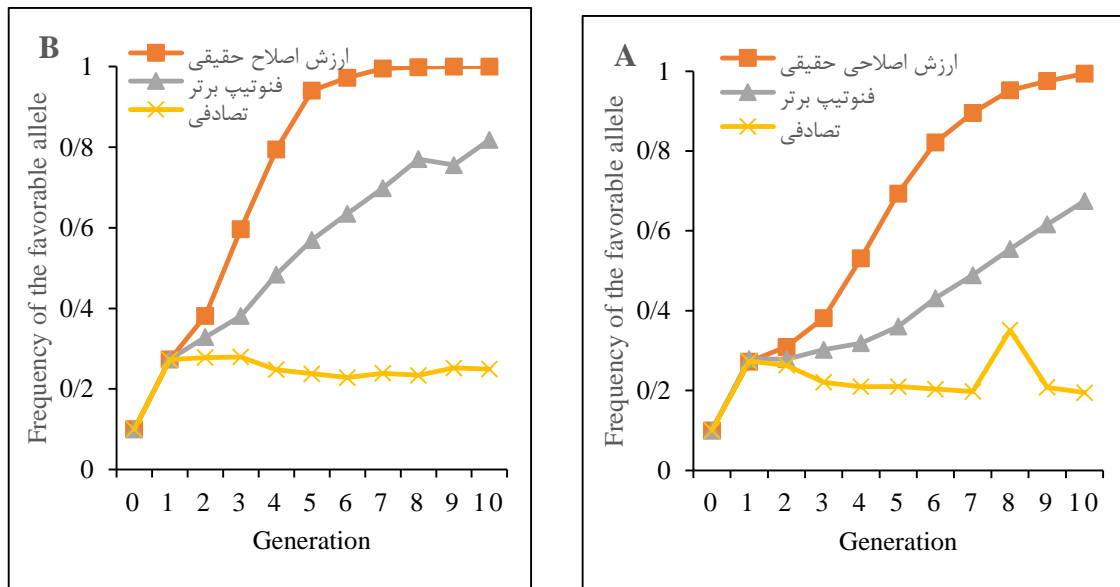 B
ارزش اصلاح حقیقی
فنوتیپ برتر
تصادفی
Frequency of the favorable allele
1
0/8
0/6
0/4
0/2
0
0 1 2 3 4 5 6 7 8 9 10
Generation
A
ارزش اصلاحی حقیقی
فنوتیپ برتر
تصادفی
Frequency of the favorable allele
1
0/8
0/6
0/4
0/2
0
0 1 2 3 4 5 6 7 8 9 10
Generation